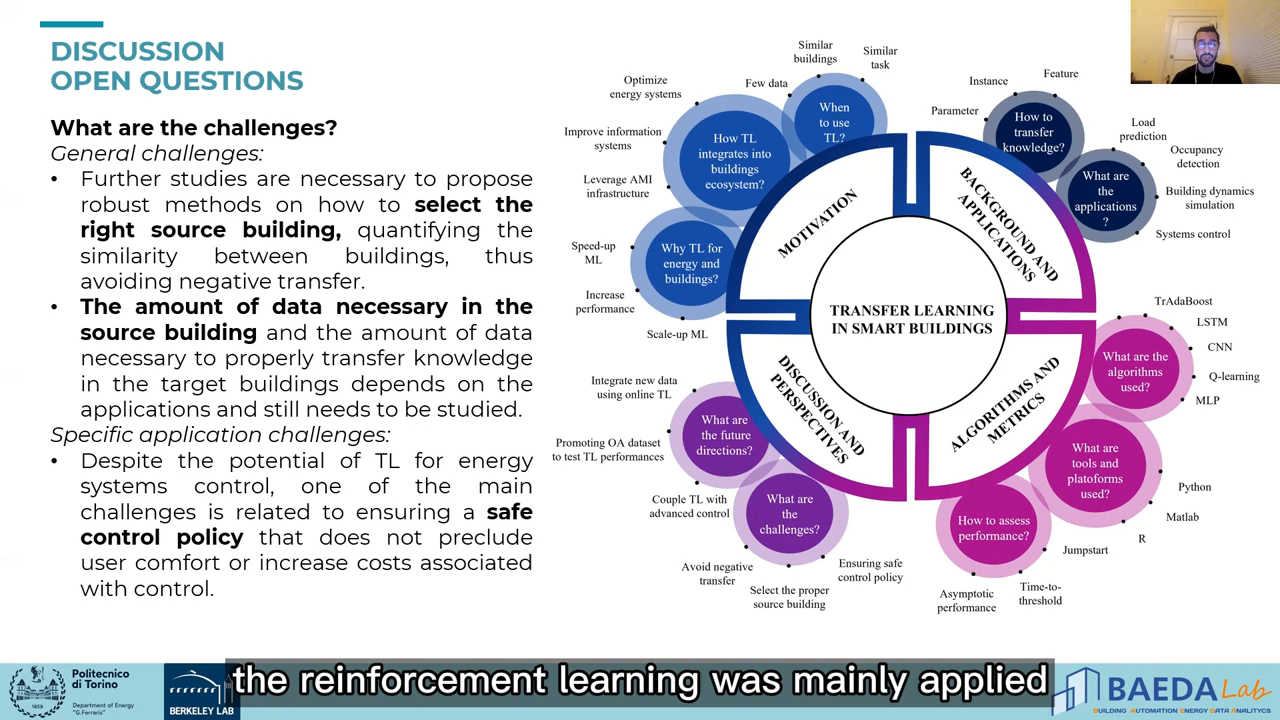 DISCUSSION
OPEN QUESTIONS
What are the challenges?
General challenges:
• Further studies are necessary to propose
robust methods on how to select the
right source building, quantifying the
similarity between buildings, thus
avoiding negative transfer.
• The amount of data necessary in the
source building and the amount of data
necessary to properly transfer knowledge
in the target buildings depends on the
applications and still needs to be studied.
Specific application challenges:
• Despite the potential of TL for energy
systems control, one of the main
challenges is related to ensuring a safe
control policy that does not preclude
user comfort or increase costs associated
with control.
TRANSFER LEARNING
IN SMART BUILDINGS
MOTIVATION
When
to use
TL?
Few data
Similar
buildings
Similar
task
How TL
integrates into
buildings
ecosystem?
Optimize
energy systems
Improve information
systems
Leverage AMI
infrastructure
Why TL for
energy and
buildings?
Speed-up
ML
Increase
performance
Scale-up ML
BACKGROUND AND
APPLICATIONS
How to
transfer
knowledge?
Parameter
Instance
Feature
What are
the
applications
?
Load
prediction
Occupancy
detection
Building dynamics
simulation
Systems control
ALGORITHMS AND
METRICS
What are the
algorithms
used?
TrAdaBoost
LSTM
CNN
Q-learning
MLP
What are
tools and
platoforms
used?
Python
Matlab
R
How to assess
performance?
Jumpstart
Time-to-
threshold
Asymptotic
performance
DISCUSSION AND
PERSPECTIVES
What are
the future
directions?
Integrate new data
using online TL
Promoting OA dataset
to test TL performances
Couple TL with
advanced control
What are
the
challenges?
Avoid negative
transfer
Select the proper
source building
Ensuring safe
control policy
1859
Politecnico
di Torino
Department of Energy
"G.Ferraris"
BERKELEY LAB
the reinforcement learning was mainly applied
BAEDA Lab
BUILDING AUTOMATION ENERGY DATA ANALITYCS